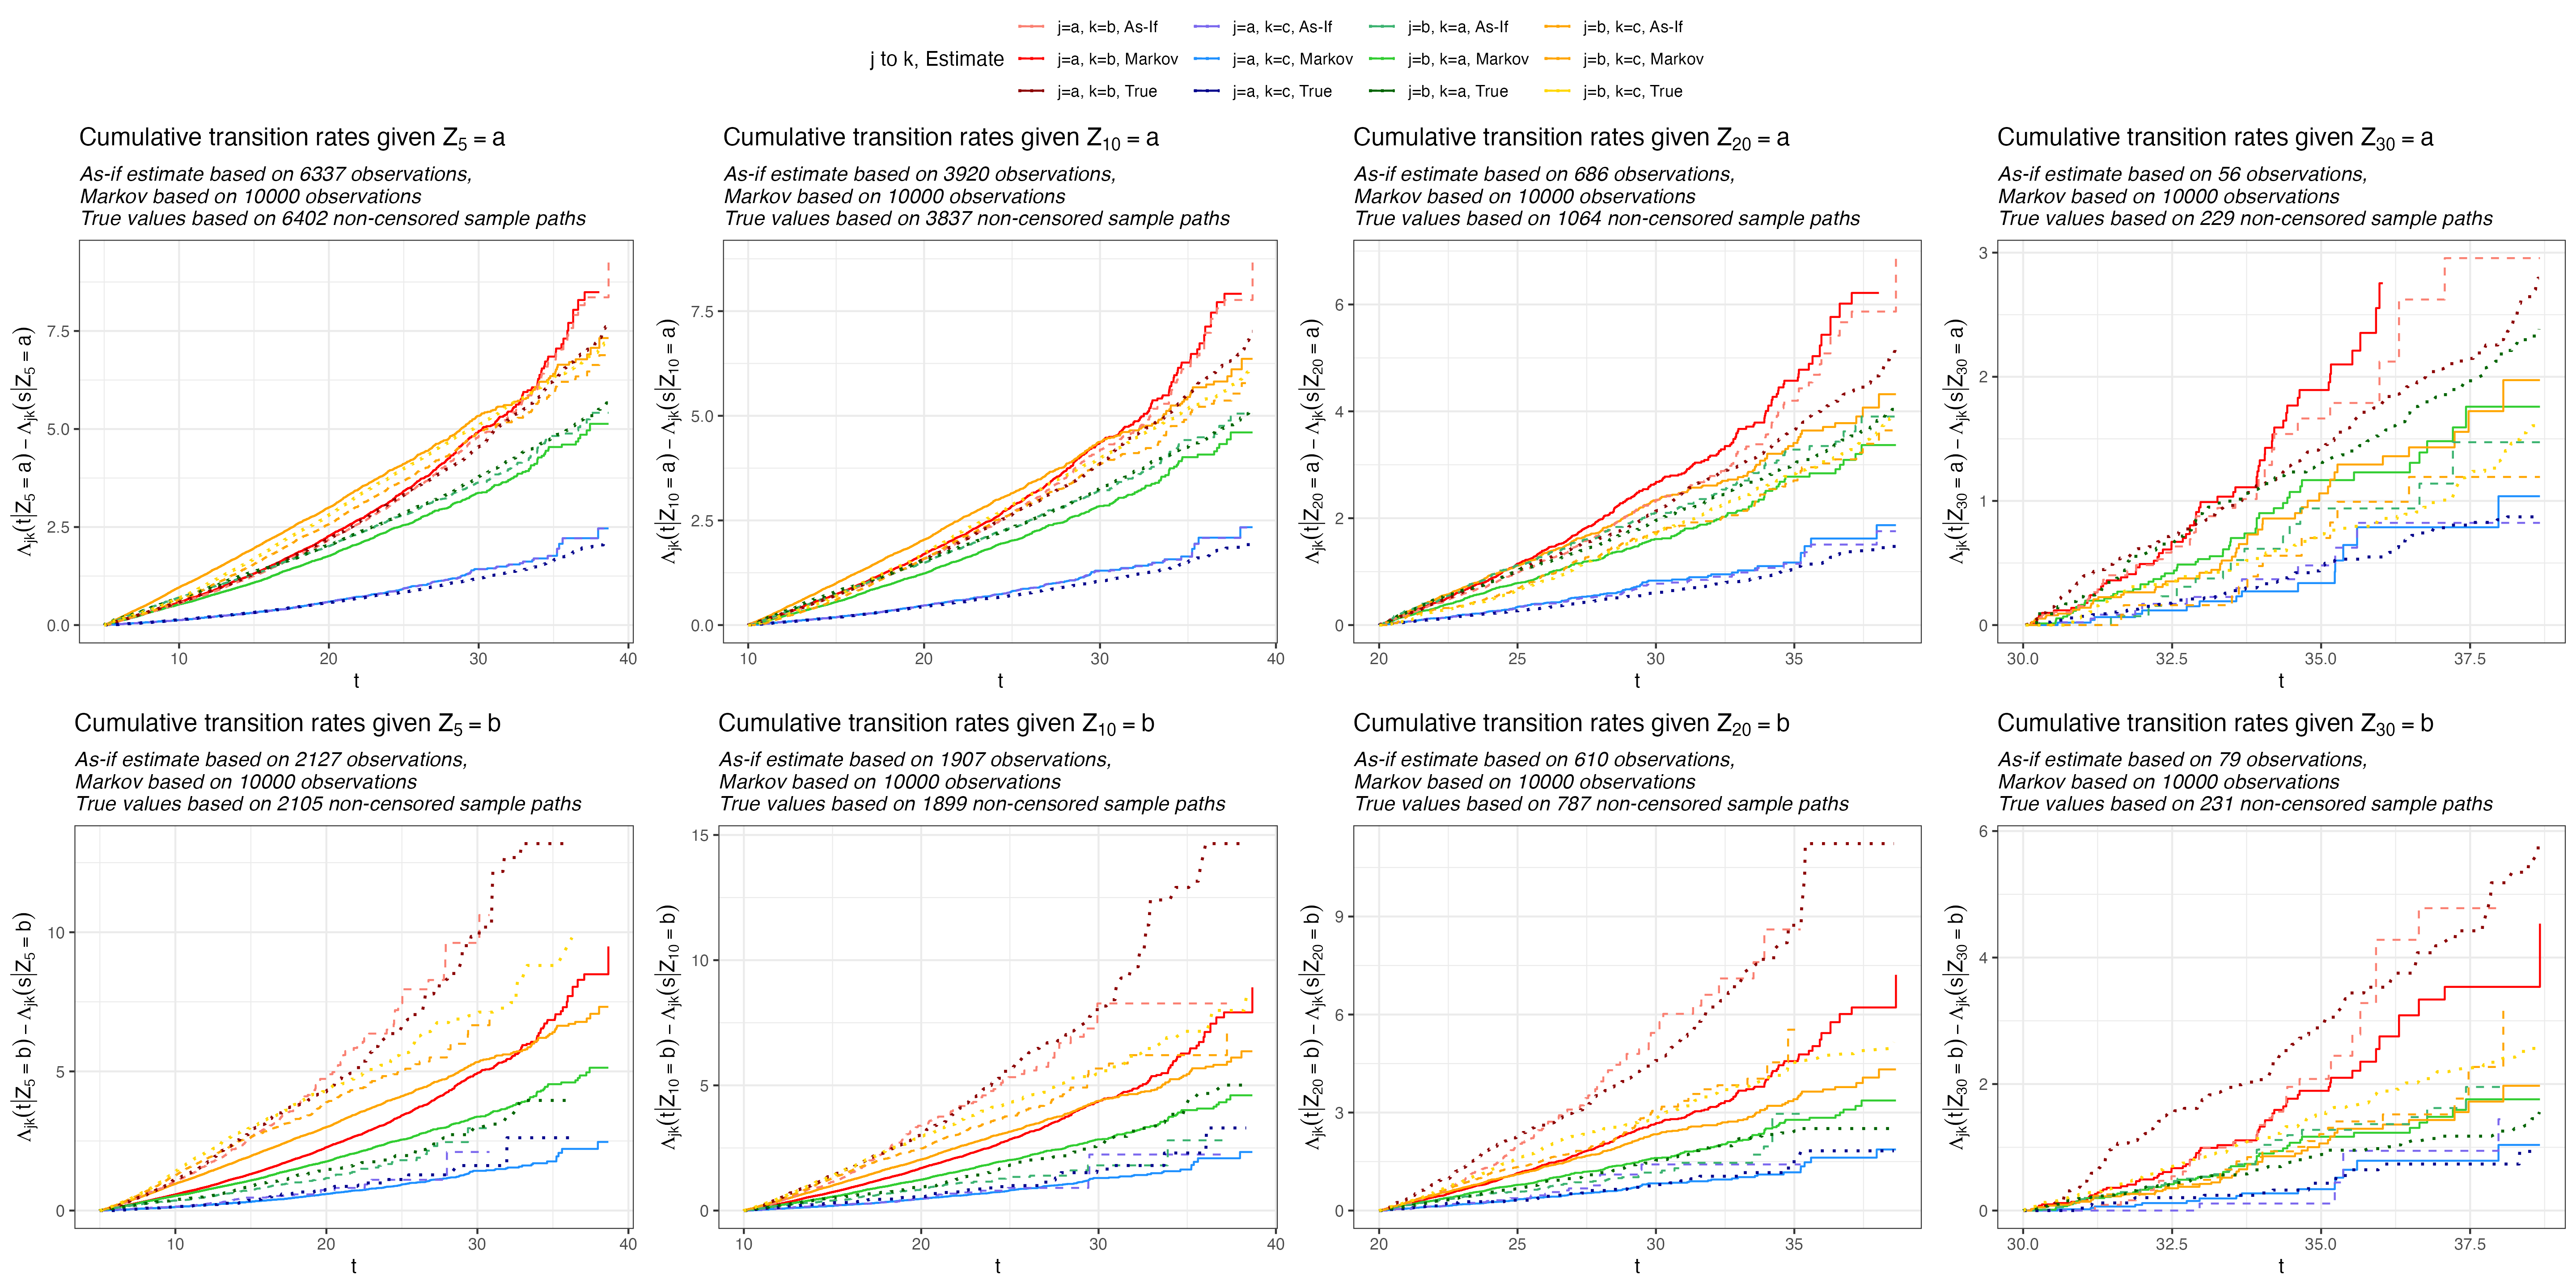 j to k, Estimate
j=a, k=b, As-If
j=a, k=c, As-If
j=b, k=a, As-If
j=b, k=c, As-If
j=a, k=b, Markov
j=a, k=c, Markov
j=b, k=a, Markov
j=b, k=c, Markov
j=a, k=b, True
j=a, k=c, True
j=b, k=a, True
j=b, k=c, True
Cumulative transition rates given Z5 = a
As-if estimate based on 6337 observations,
Markov based on 10000 observations
True values based on 6402 non-censored sample paths
Λjk(t|Z5 = a) − Λjk(s|Z5 = a)
7.5
5.0
2.5
0.0
10 20 30 40
t
Cumulative transition rates given Z10 = a
As-if estimate based on 3920 observations,
Markov based on 10000 observations
True values based on 3837 non-censored sample paths
Λjk(t|Z10 = a) − Λjk(s|Z10 = a)
7.5
5.0
2.5
0.0
10 20 30 40
t
Cumulative transition rates given Z20 = a
As-if estimate based on 686 observations,
Markov based on 10000 observations
True values based on 1064 non-censored sample paths
Λjk(t|Z20 = a) − Λjk(s|Z20 = a)
6
4
2
0
20 25 30 35
t
Cumulative transition rates given Z30 = a
As-if estimate based on 56 observations,
Markov based on 10000 observations
True values based on 229 non-censored sample paths
Λjk(t|Z30 = a) − Λjk(s|Z30 = a)
3
2
1
0
30.0 32.5 35.0 37.5
t
Cumulative transition rates given Z5 = b
As-if estimate based on 2127 observations,
Markov based on 10000 observations
True values based on 2105 non-censored sample paths
Λjk(t|Z5 = b) − Λjk(s|Z5 = b)
10
5
0
10 20 30 40
t
Cumulative transition rates given Z10 = b
As-if estimate based on 1907 observations,
Markov based on 10000 observations
True values based on 1899 non-censored sample paths
Λjk(t|Z10 = b) − Λjk(s|Z10 = b)
15
10
5
0
10 20 30 40
t
Cumulative transition rates given Z20 = b
As-if estimate based on 610 observations,
Markov based on 10000 observations
True values based on 787 non-censored sample paths
Λjk(t|Z20 = b) − Λjk(s|Z20 = b)
9
6
3
0
20 25 30 35
t
Cumulative transition rates given Z30 = b
As-if estimate based on 79 observations,
Markov based on 10000 observations
True values based on 231 non-censored sample paths
Λjk(t|Z30 = b) − Λjk(s|Z30 = b)
6
4
2
0
30.0 32.5 35.0 37.5
t